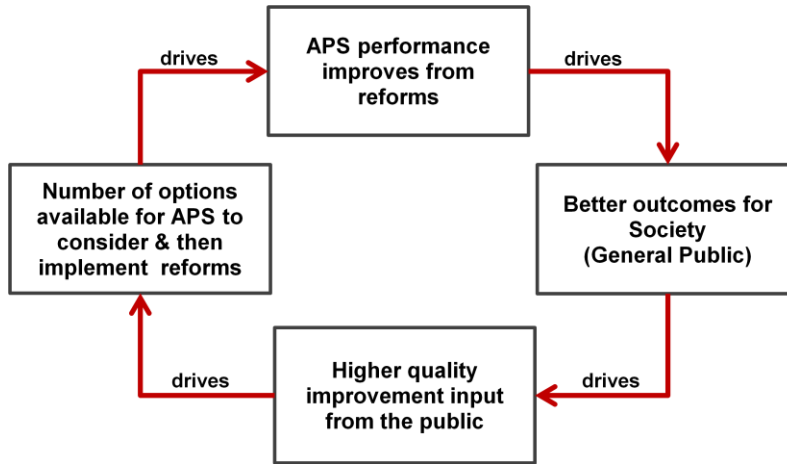 APS performance
improves from
reforms
drives
drives
Number of options
available for APS to
consider & then
implement reforms
Better outcomes for
Society
(General Public)
Higher quality
improvement input
from the public
drives
drives